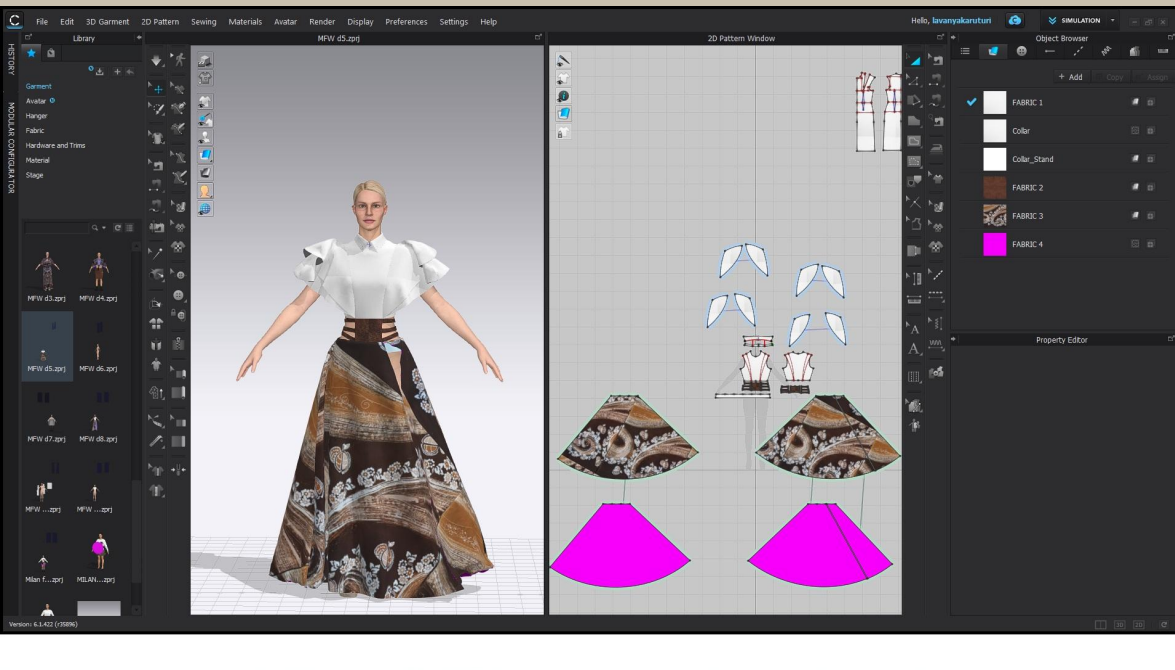 C File Edit 3D Garment 2D Pattern Sewing Materials Avatar Render Display Preferences Settings Help
Hello, lavanyakaruturi
SIMULATION
HISTORY
MODULAR CONFIGURATOR
Library
MFW d5.zprj
2D Pattern Window
Object Browser
Garment
Avatar
Hanger
Fabric
Hardware and Trims
Material
Stage
+ Add Copy Assign
FABRIC 1
Collar
Collar_Stand
FABRIC 2
FABRIC 3
FABRIC 4
MFW d3.zprj MFW d4.zprj
MFW d5.zprj MFW d6.zprj
MFW d7.zprj MFW d8.zprj
MFW ...zprj MFW ...zprj
Milan f...zprj MILAN...zprj
Property Editor
A
A
Version: 6.1.422 (r35896)
3D 2D